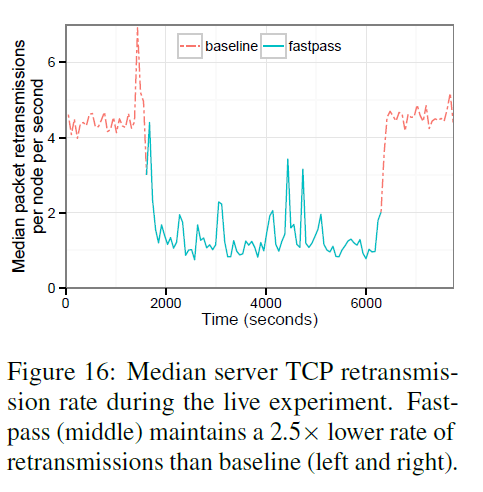 baseline fastpass
Median packet retransmissions
per node per second
6
4
2
0
0 2000 4000 6000
Time (seconds)
Figure 16: Median server TCP retransmis-
sion rate during the live experiment. Fast-
pass (middle) maintains a 2.5× lower rate of
retransmissions than baseline (left and right).